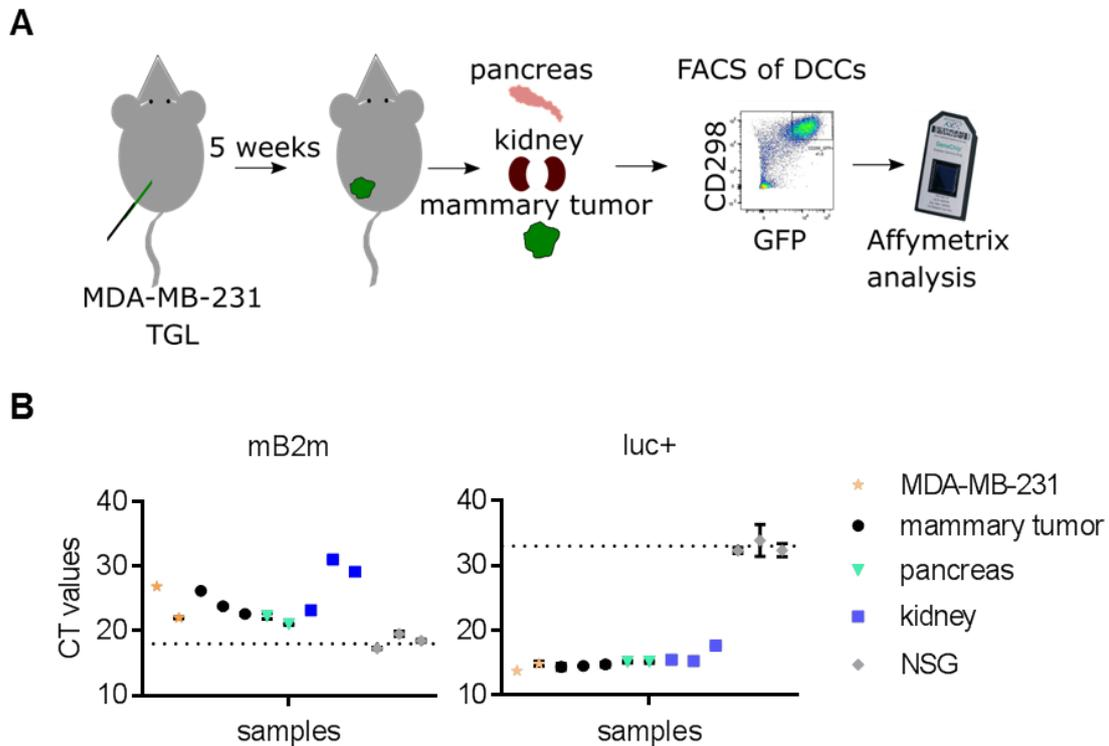 A
pancreas
FACS of DCCs
5 weeks
kidney
mammary tumor
CD298
GFP
Affymetrix
analysis
MDA-MB-231
TGL
B
mB2m
luc+
CT values
40
30
20
10
samples
40
30
20
10
samples
MDA-MB-231
mammary tumor
pancreas
kidney
NSG